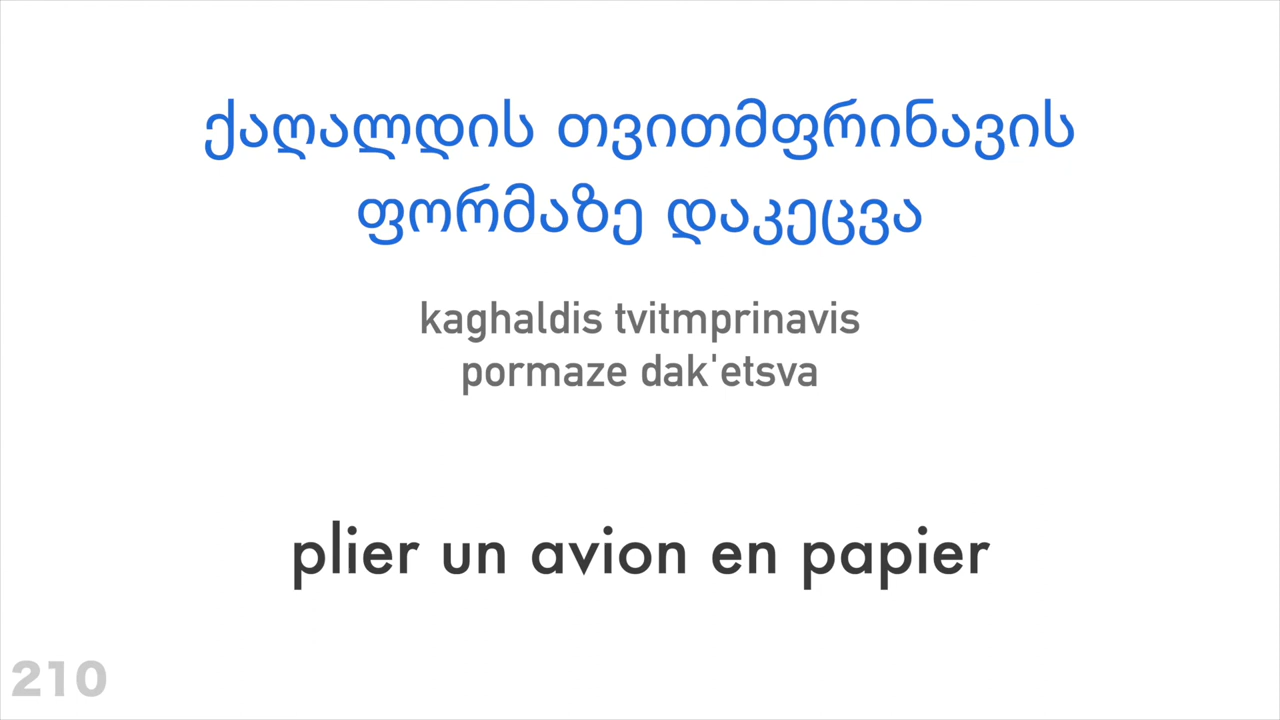 ქაღალდის თვითმფრინავის
ფორმაზე დაკეცვა
kaghaldis tvitmprinavis
pormaze dak'etsva
plier un avion en papier
210